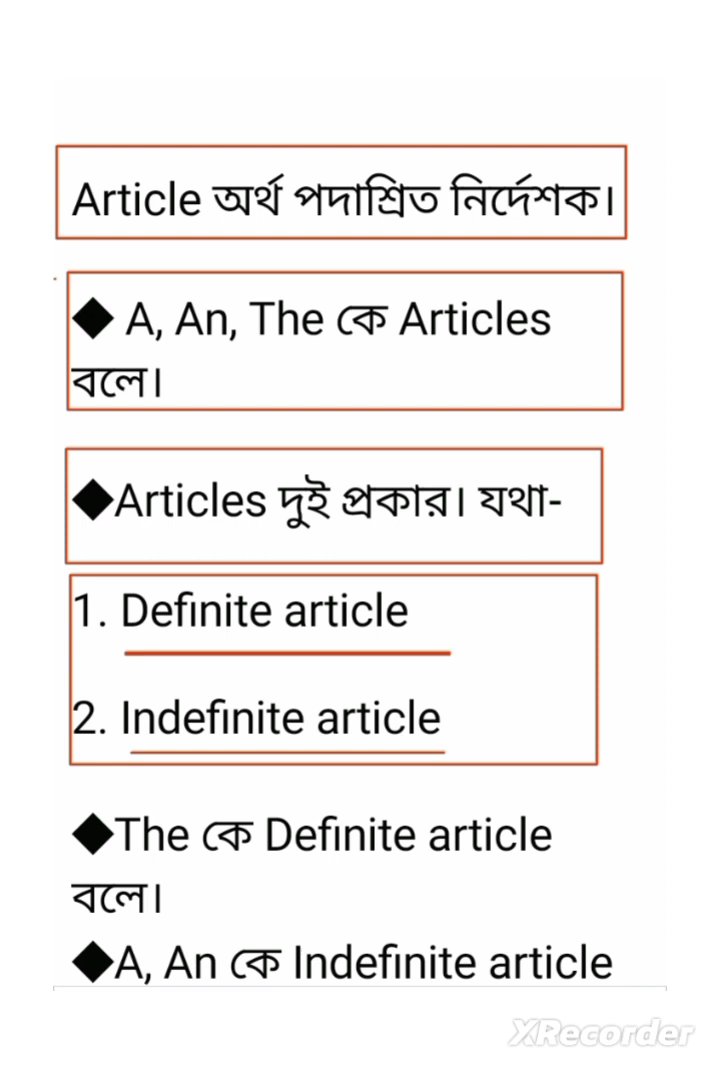 Article অর্থ পদাশ্রিত নির্দেশক।
◆ A, An, The কে Articles
বলে।
◆Articles দুই প্রকার। যথা-
1. Definite article
2. Indefinite article
◆The কে Definite article
বলে।
◆A, An কে Indefinite article
XRecorder